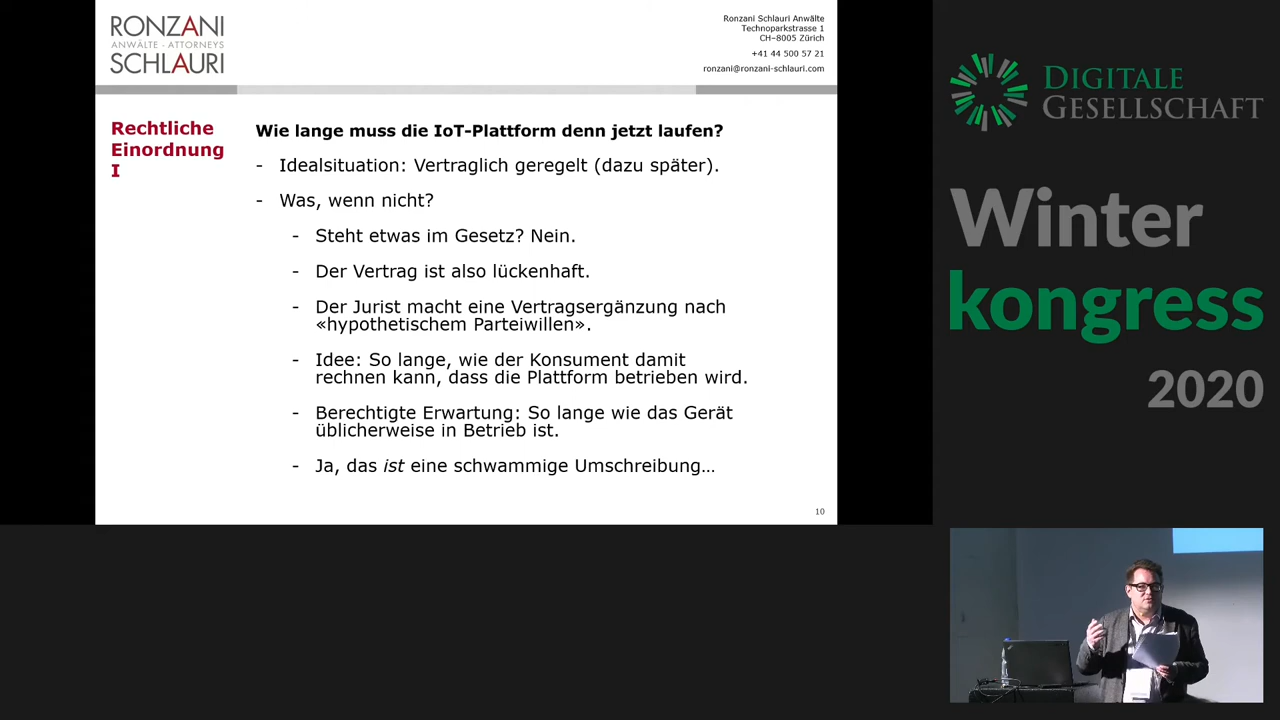 RONZANI
ANWÄLTE - ATTORNEYS
SCHLAURI
Ronzani Schlauri Anwälte
Technoparkstrasse 1
CH–8005 Zürich
+41 44 500 57 21
ronzani@ronzani-schlauri.com
Rechtliche
Einordnung
I
Wie lange muss die IoT-Plattform denn jetzt laufen?
- Idealsituation: Vertraglich geregelt (dazu später).
- Was, wenn nicht?
- Steht etwas im Gesetz? Nein.
- Der Vertrag ist also lückenhaft.
- Der Jurist macht eine Vertragsergänzung nach
«hypothetischem Parteiwillen».
- Idee: So lange, wie der Konsument damit
rechnen kann, dass die Plattform betrieben wird.
- Berechtigte Erwartung: So lange wie das Gerät
üblicherweise in Betrieb ist.
- Ja, das ist eine schwammige Umschreibung…
10
DIGITALE
GESELLSCHAFT
Winter
kongress
2020